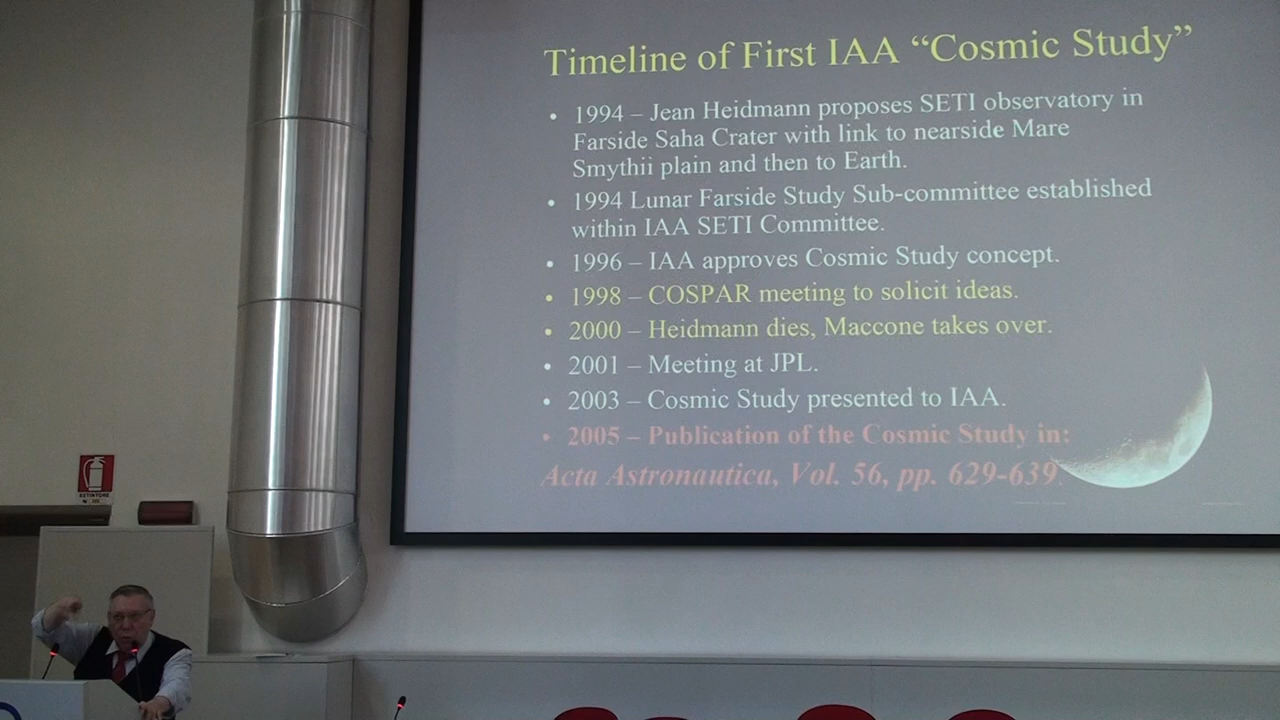 Timeline of First IAA “Cosmic Study”
• 1994 – Jean Heidmann proposes SETI observatory in
Farside Saha Crater with link to nearside Mare
Smythii plain and then to Earth.
• 1994 Lunar Farside Study Sub-committee established
within IAA SETI Committee.
• 1996 – IAA approves Cosmic Study concept.
• 1998 – COSPAR meeting to solicit ideas.
• 2000 – Heidmann dies, Maccone takes over.
• 2001 – Meeting at JPL.
• 2003 – Cosmic Study presented to IAA.
• 2005 – Publication of the Cosmic Study in:
Acta Astronautica, Vol. 56, pp. 629-639.
ESTINTORE